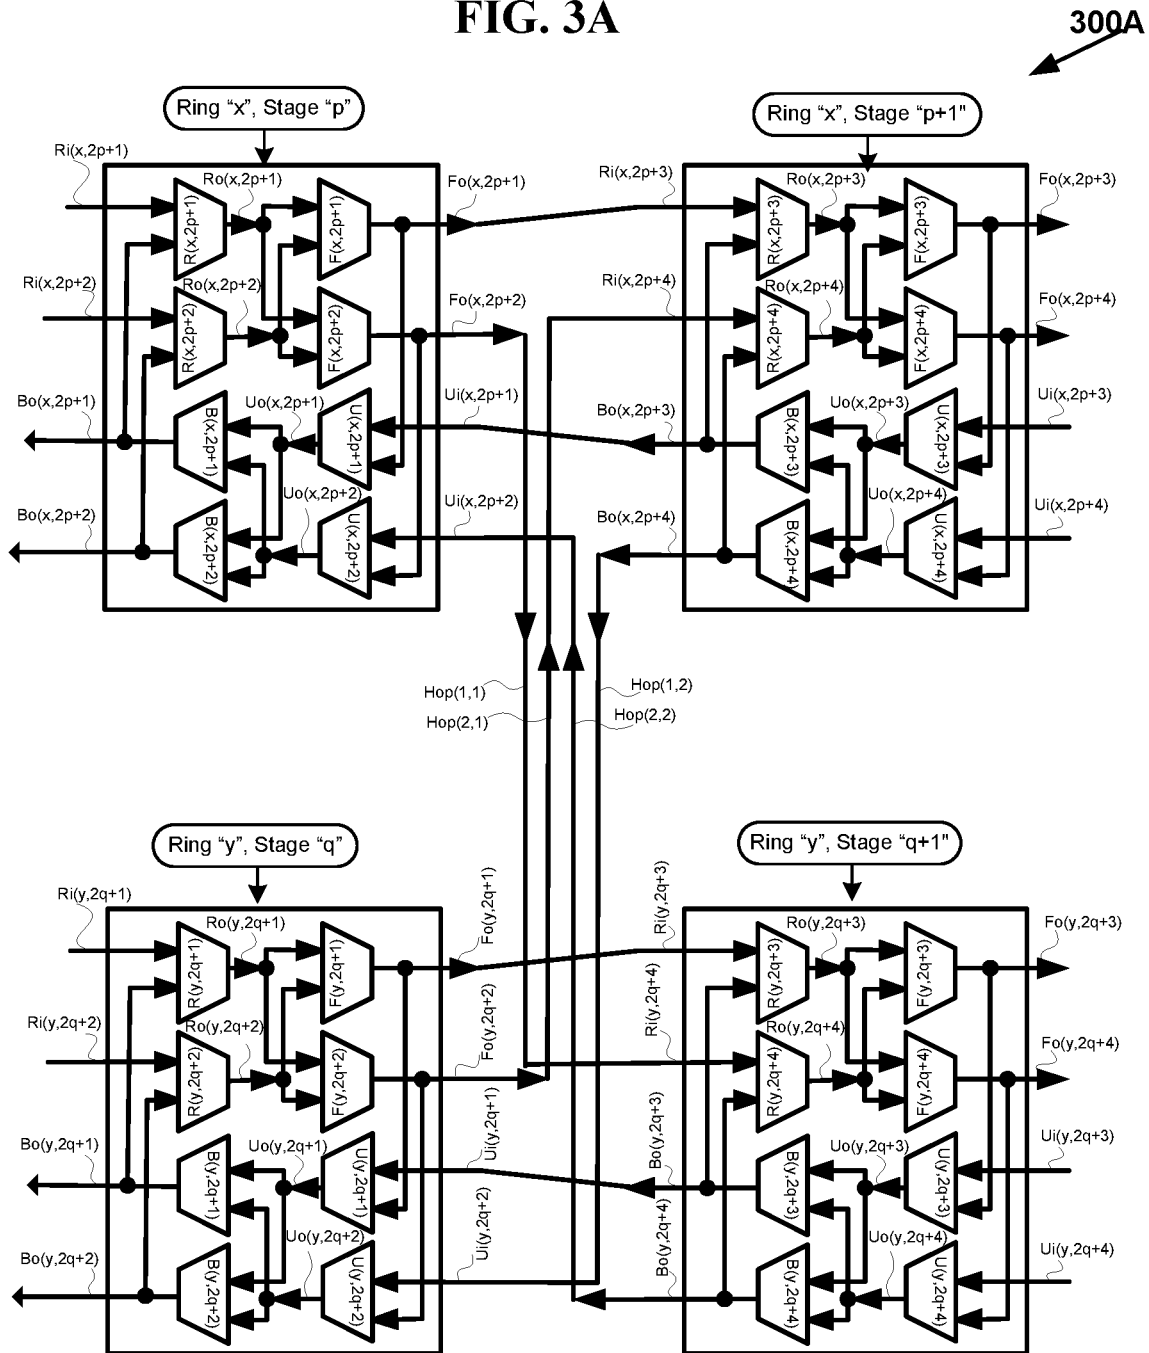 FIG. 3A
300A
Ring “x”, Stage “p”
Ring “x”, Stage “p+1"
Ri(x,2p+1)
Ro(x,2p+1)
Fo(x,2p+1)
Ri(x,2p+3)
Ro(x,2p+3)
Fo(x,2p+3)
R(x,2p+1)
F(x,2p+1)
R(x,2p+3)
F(x,2p+3)
Ri(x,2p+2)
Ro(x,2p+2)
Fo(x,2p+2)
Ri(x,2p+4)
Ro(x,2p+4)
Fo(x,2p+4)
R(x,2p+2)
F(x,2p+2)
R(x,2p+4)
F(x,2p+4)
Bo(x,2p+1)
Uo(x,2p+1)
Ui(x,2p+1)
Bo(x,2p+3)
Uo(x,2p+3)
Ui(x,2p+3)
B(x,2p+1)
U(x,2p+1)
B(x,2p+3)
U(x,2p+3)
Bo(x,2p+2)
Uo(x,2p+2)
Ui(x,2p+2)
Bo(x,2p+4)
Uo(x,2p+4)
Ui(x,2p+4)
B(x,2p+2)
U(x,2p+2)
B(x,2p+4)
U(x,2p+4)
Hop(1,1)
Hop(1,2)
Hop(2,1)
Hop(2,2)
Ring “y”, Stage “q”
Ring “y”, Stage “q+1"
Ri(y,2q+1)
Ro(y,2q+1)
Fo(y,2q+1)
Ri(y,2q+3)
Ro(y,2q+3)
Fo(y,2q+3)
R(y,2q+1)
F(y,2q+1)
R(y,2q+3)
F(y,2q+3)
Ri(y,2q+2)
Ro(y,2q+2)
Fo(y,2q+2)
Ri(y,2q+4)
Ro(y,2q+4)
Fo(y,2q+4)
R(y,2q+2)
F(y,2q+2)
R(y,2q+4)
F(y,2q+4)
Bo(y,2q+1)
Uo(y,2q+1)
Ui(y,2q+1)
Bo(y,2q+3)
Uo(y,2q+3)
Ui(y,2q+3)
B(y,2q+1)
U(y,2q+1)
B(y,2q+3)
U(y,2q+3)
Bo(y,2q+2)
Uo(y,2q+2)
Ui(y,2q+2)
Bo(y,2q+4)
Uo(y,2q+4)
Ui(y,2q+4)
B(y,2q+2)
U(y,2q+2)
B(y,2q+4)
U(y,2q+4)